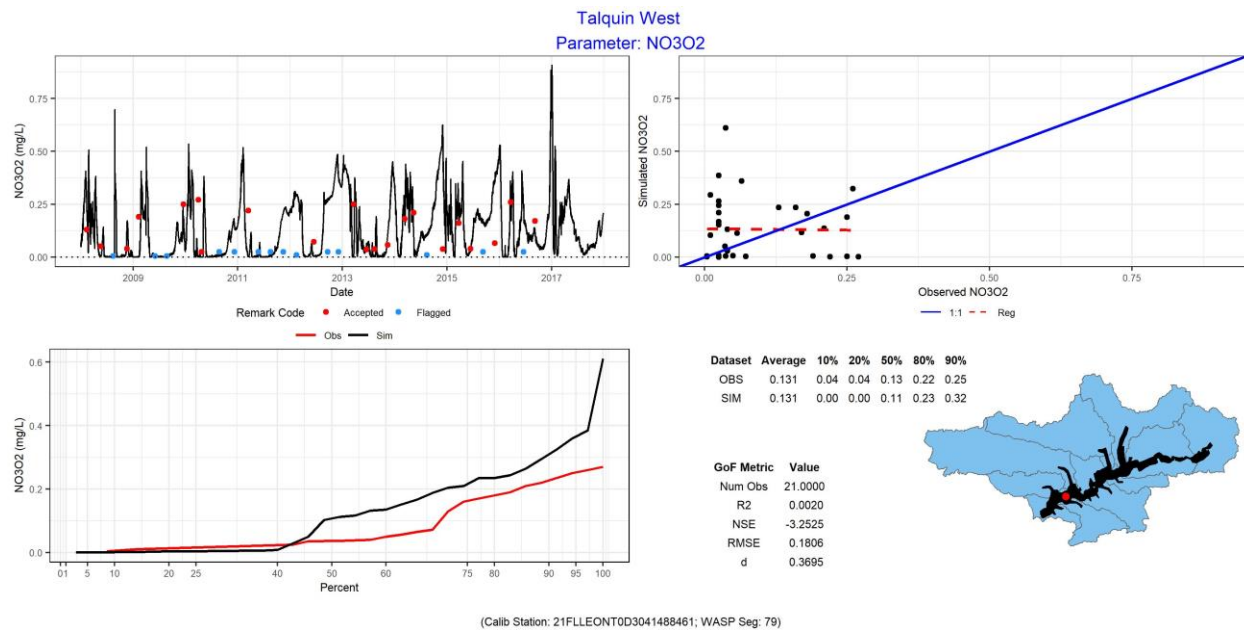 Talquin West
Parameter: NO3O2
NO3O2 (mg/L)
0.75
0.50
0.25
0.00
2009 2011 2013 2015 2017
Date
Remark Code Accepted Flagged
Obs Sim
Simulated NO3O2
0.75
0.50
0.25
0.00
0.00 0.25 0.50 0.75
Observed NO3O2
1:1 Reg
NO3O2 (mg/L)
0.6
0.4
0.2
0.0
01 5 10 20 25 40 60 75 80 90 95 100
Percent
Dataset Average 10% 20% 50% 80% 90%
OBS 0.131 0.04 0.04 0.13 0.22 0.25
SIM 0.131 0.00 0.00 0.11 0.23 0.32
GoF Metric Value
Num Obs 21.0000
R2 0.0020
NSE -3.2525
RMSE 0.1806
d 0.3695
(Calib Station: 21FLLEONT0D3041488461; WASP Seg: 79)